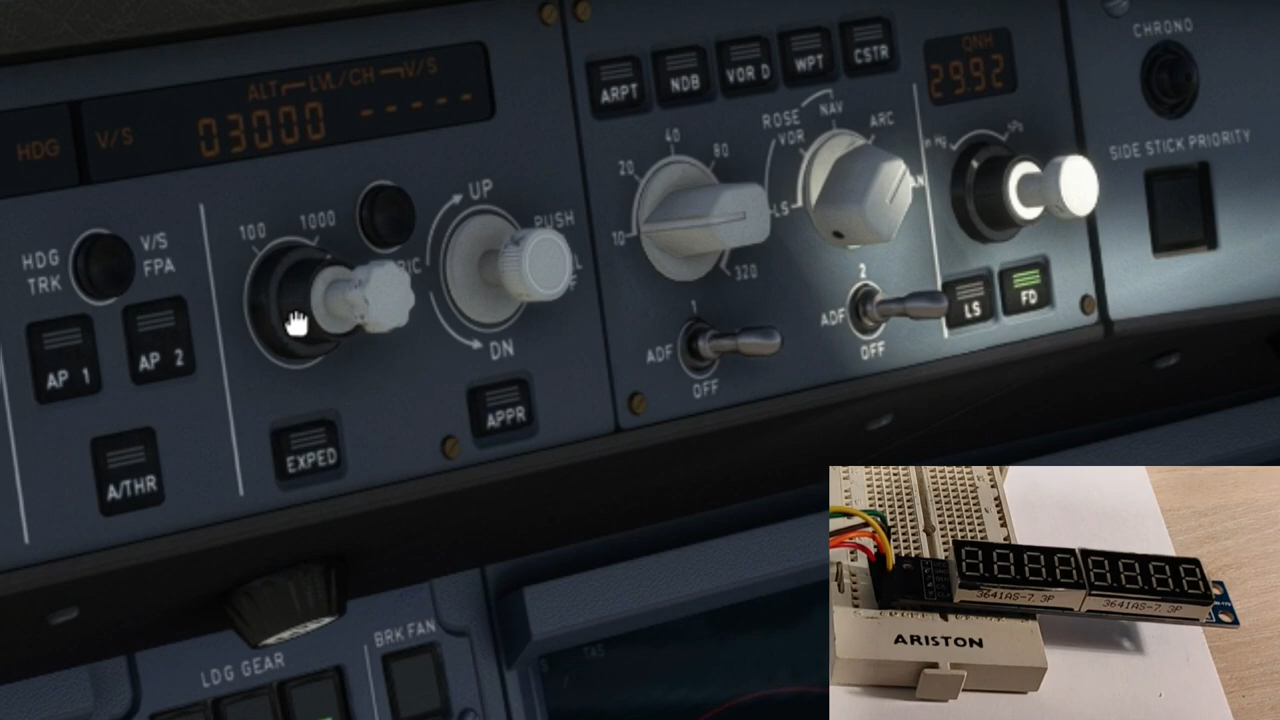 HDG
V/S
ALT LVL/CH V/S
03000 -----
HDG
TRK
V/S
FPA
AP 1
AP 2
A/THR
100
1000
UP
DN
PUSH
EXPED
APPR
ARPT
NDB
VOR D
WPT
CSTR
10
20
40
80
320
ROSE
LS
VOR
NAV
ARC
1
ADF
OFF
2
ADF
OFF
QNH
29.92
LS
FD
CHRONO
SIDE STICK PRIORITY
LDG GEAR
BRK FAN
3641AS-7.3P
3641AS-7.3P
ARISTON